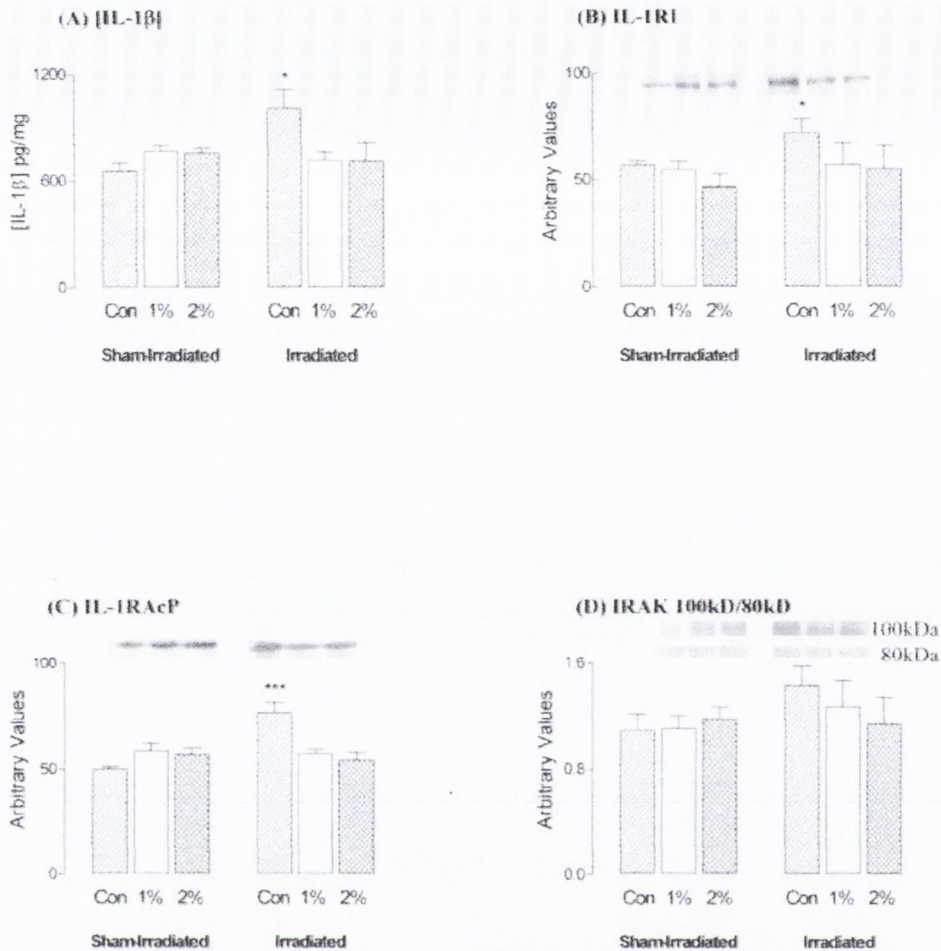 (A) [IL-1β]
1200
600
0
[IL-1β] pg/mg
*
Con 1% 2% Con 1% 2%
Sham-Irradiated Irradiated
(B) IL-1RI
100
50
0
Arbitrary Values
*
Con 1% 2% Con 1% 2%
Sham-Irradiated Irradiated
(C) IL-1RAcP
100
50
0
Arbitrary Values
***
Con 1% 2% Con 1% 2%
Sham-Irradiated Irradiated
(D) IRAK 100kD/80kD
100kDa
80kDa
1.6
0.8
0.0
Arbitrary Values
Con 1% 2% Con 1% 2%
Sham-Irradiated Irradiated